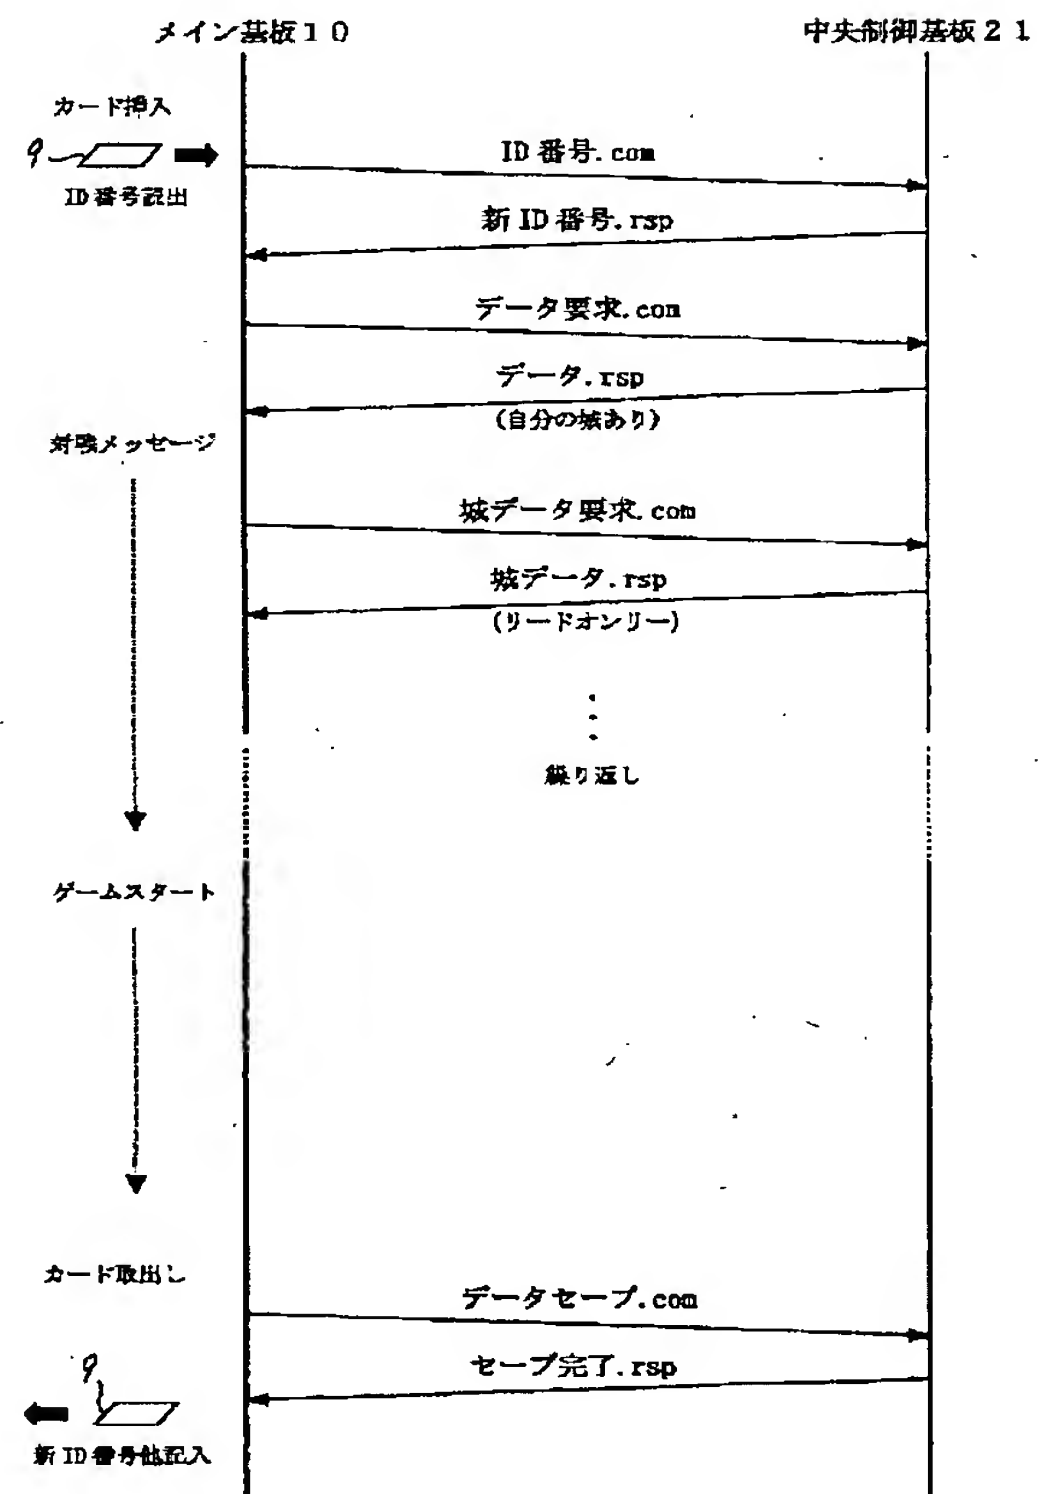 メイン基板１０
中央制御基板２１
カード挿入
9
ID番号読出
ID番号.com
新ID番号.rsp
データ要求.com
データ.rsp
(自分の城あり)
対戦メッセージ
城データ要求.com
城データ.rsp
(リードオンリー)
繰り返し
ゲームスタート
カード取出し
データセーブ.com
セーブ完了.rsp
9
新ID番号他記入